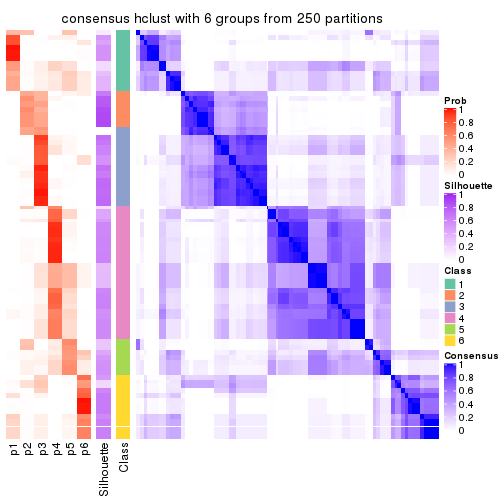 consensus hclust with 6 groups from 250 partitions
Prob
1
0.8
0.6
0.4
0.2
0
Silhouette
1
0.8
0.6
0.4
0.2
0
Class
1
2
3
4
5
6
Consensus
1
0.8
0.6
0.4
0.2
0
p1
p2
p3
p4
p5
p6
Silhouette
Class